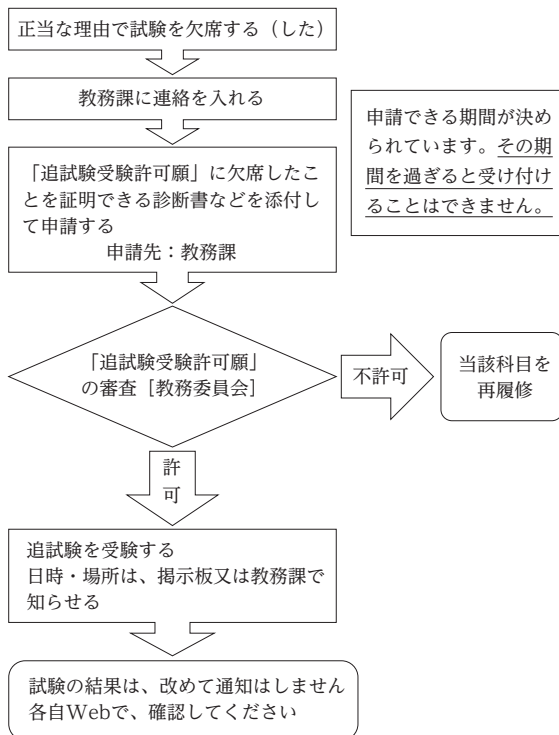 正当な理由で試験を欠席する（した）
教務課に連絡を入れる
申請できる期間が決め
られています。その期
間を過ぎると受け付け
ることはできません。
「追試験受験許可願」に欠席したこ
とを証明できる診断書などを添付し
て申請する
申請先：教務課
「追試験受験許可願」
の審査［教務委員会］
不許可
当該科目を
再履修
許
可
追試験を受験する
日時・場所は、掲示板又は教務課で
知らせる
試験の結果は、改めて通知はしません
各自Webで、確認してください